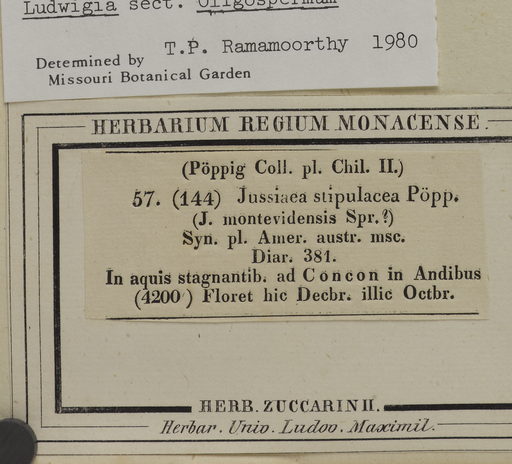 Ludwigia sect. Oligospermum
T.P. Ramamoorthy 1980
Determined by
Missouri Botanical Garden
HERBARIUM REGIUM MONACENSE.
(Pöppig Coll. pl. Chil. II.)
57. (144) Jussiaea stipulacea Pöpp.
(J. montevidensis Spr.?)
Syn. pl. Amer. austr. msc.
Diar. 381.
In aquis stagnantib. ad Concon in Andibus
(4200') Floret hic Decbr. illic Octbr.
HERB. ZUCCARINII.
Herbar. Univ. Ludov. Maximil.